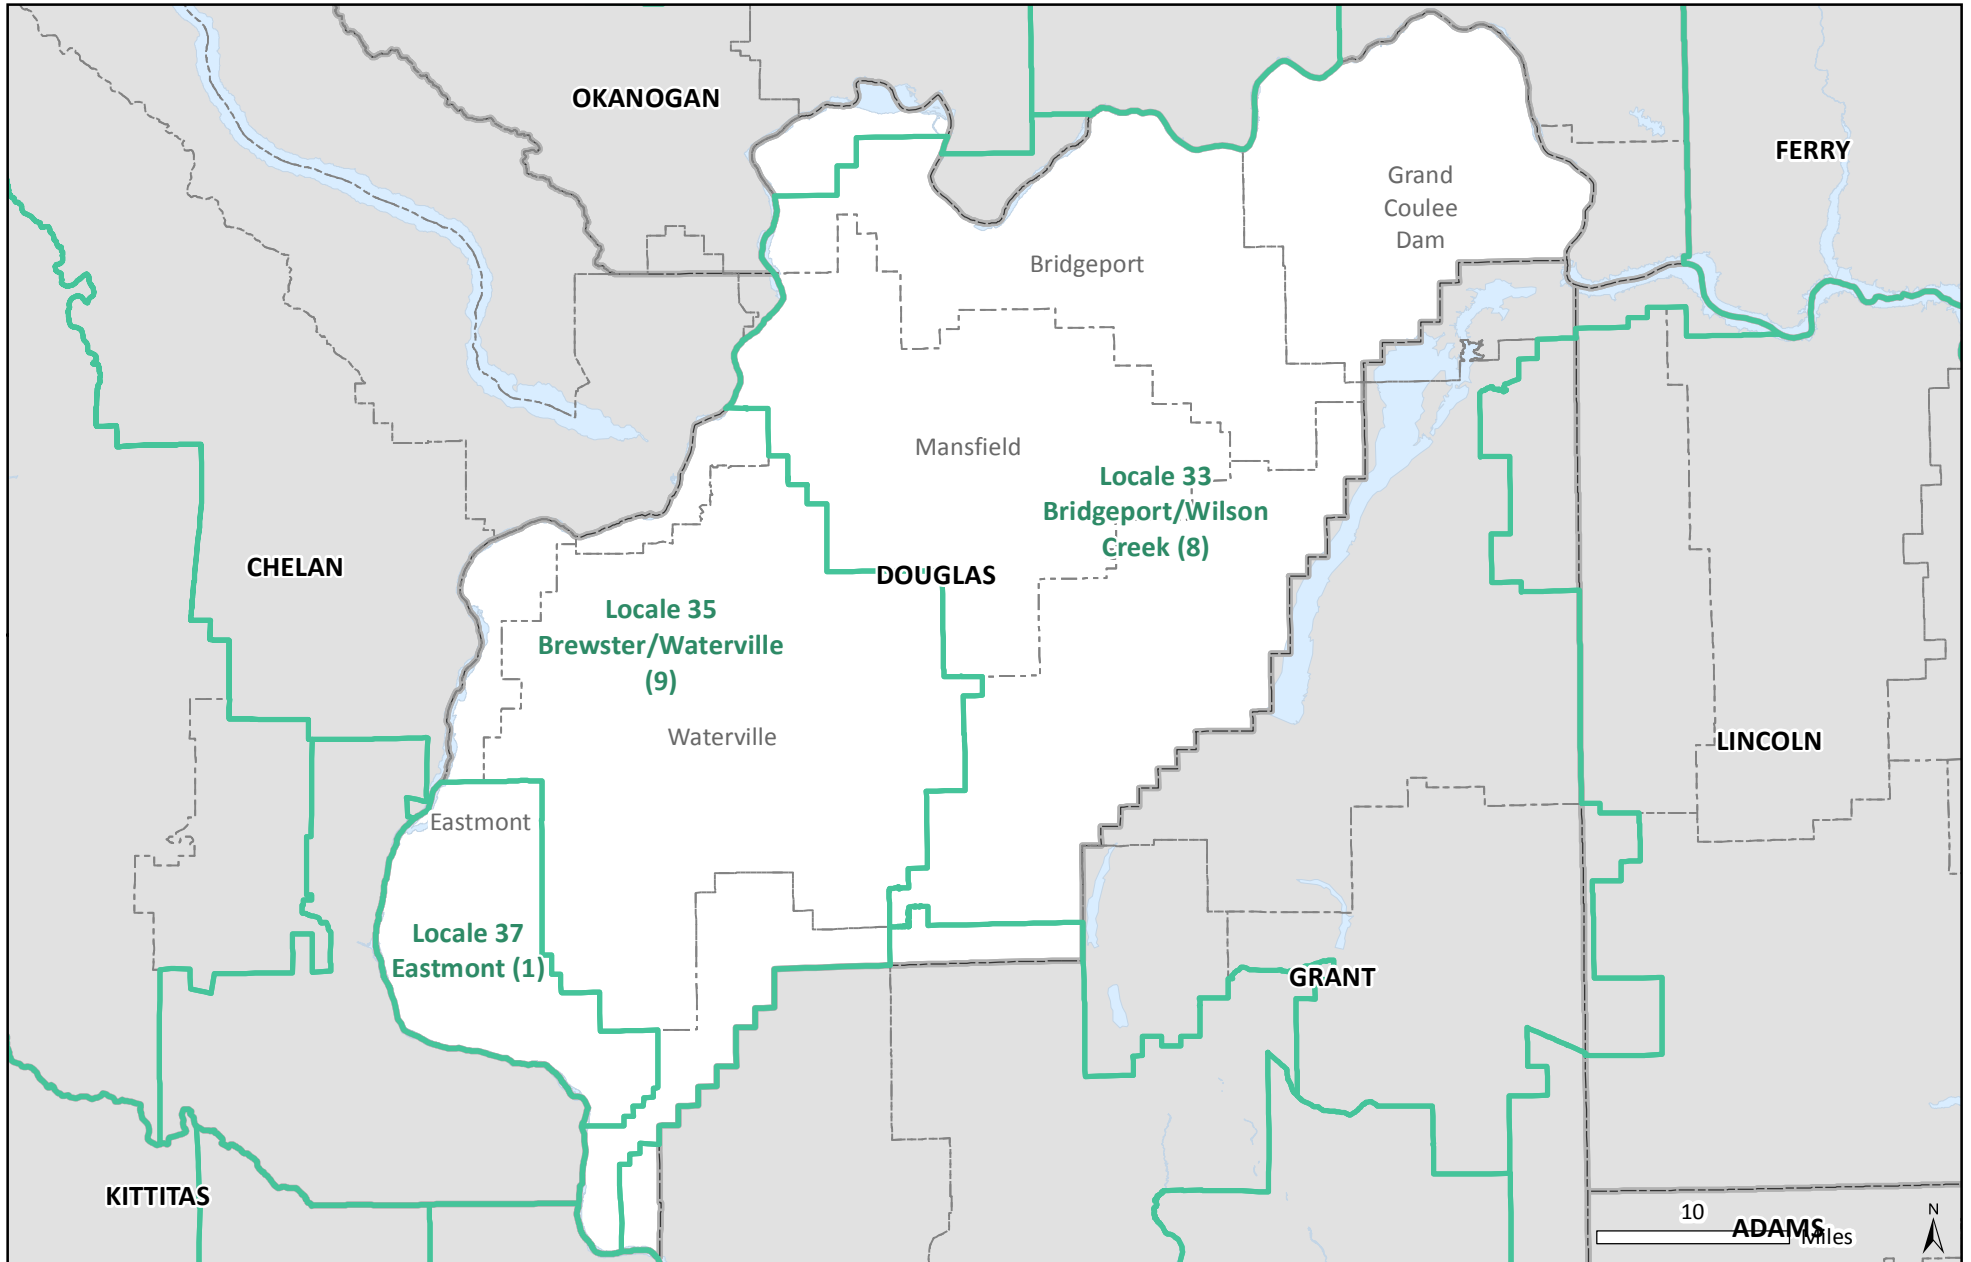 OKANOGAN
FERRY
Grand
Coulee
Dam
Bridgeport
Mansfield
Locale 33
Bridgeport/Wilson
Creek (8)
CHELAN
DOUGLAS
Locale 35
Brewster/Waterville
(9)
Waterville
LINCOLN
Eastmont
Locale 37
Eastmont (1)
GRANT
KITTITAS
10
ADAMS
Miles
N